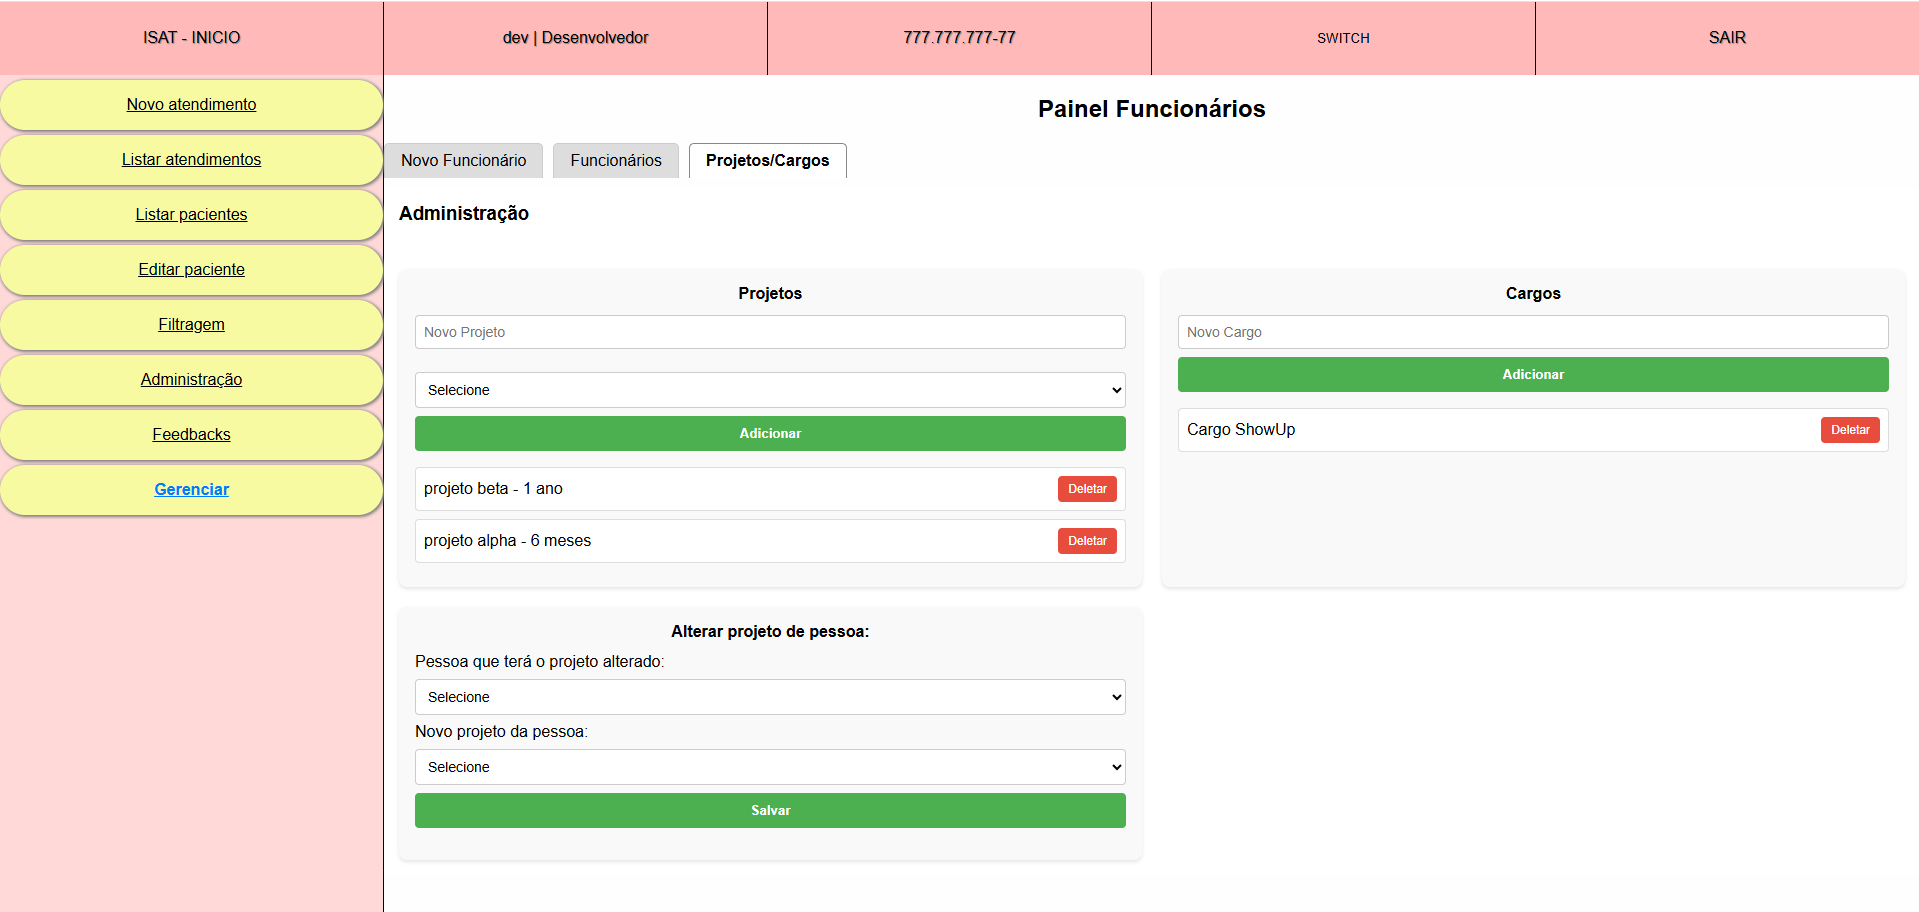 ISAT - INICIO
dev | Desenvolvedor
777.777.777-77
SWITCH
SAIR
Novo atendimento
Listar atendimentos
Listar pacientes
Editar paciente
Filtragem
Administração
Feedbacks
Gerenciar
Painel Funcionários
Novo Funcionário
Funcionários
Projetos/Cargos
Administração
Projetos
Novo Projeto
Selecione
Adicionar
projeto beta - 1 ano
Deletar
projeto alpha - 6 meses
Deletar
Cargos
Novo Cargo
Adicionar
Cargo ShowUp
Deletar
Alterar projeto de pessoa:
Pessoa que terá o projeto alterado:
Selecione
Novo projeto da pessoa:
Selecione
Salvar